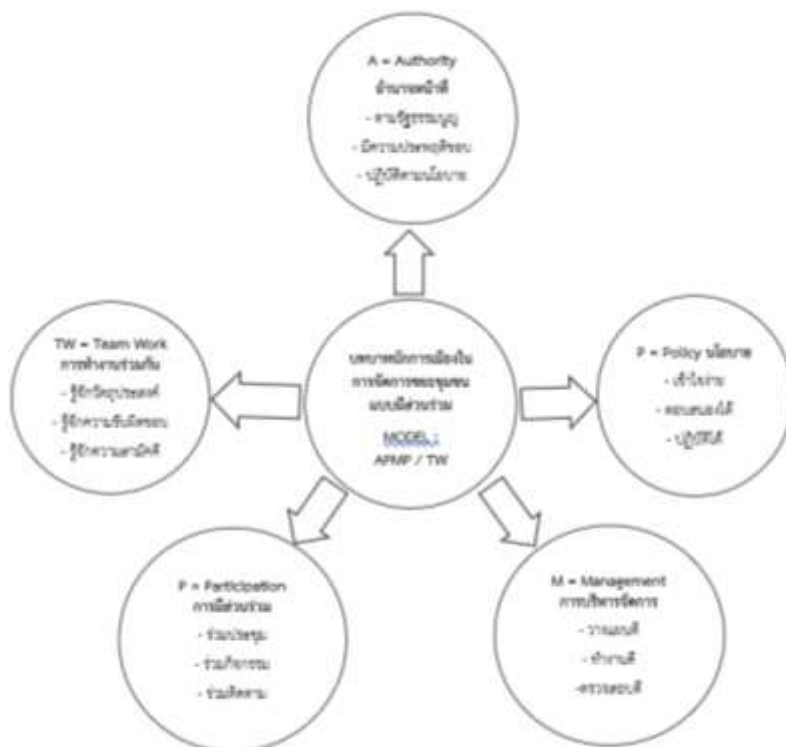 A = Authority
อำนาจหน้าที่
- ตามรัฐธรรมนูญ
- มีความประพฤติชอบ
- ปฏิบัติตามนโยบาย
TW = Team Work
การทำงานร่วมกัน
- รู้จักวัตถุประสงค์
- รู้จักความรับผิดชอบ
- รู้จักความสามัคคี
บทบาทนักการเมืองใน
การจัดการขยะชุมชน
แบบมีส่วนร่วม
MODEL :
APMP / TW
P = Policy นโยบาย
- เข้าใจง่าย
- ตอบสนองได้
- ปฏิบัติได้
P = Participation
การมีส่วนร่วม
- ร่วมประชุม
- ร่วมกิจกรรม
- ร่วมติดตาม
M = Management
การบริหารจัดการ
- วางแผนดี
- ทำงานดี
-ตรวจสอบดี